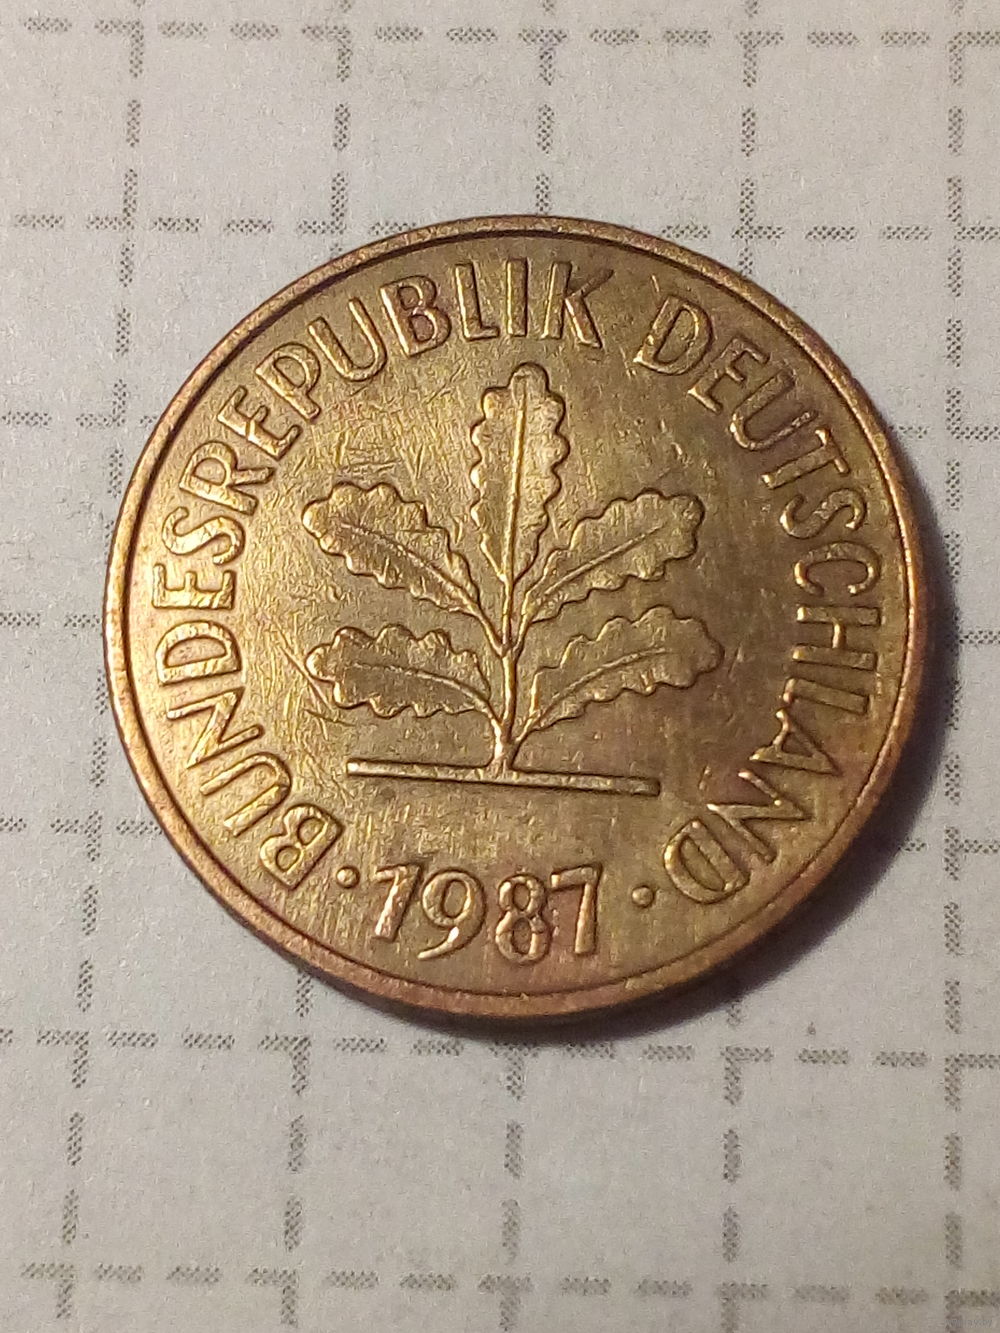 BUNDESREPUBLIK DEUTSCHLAND
· 1987 ·